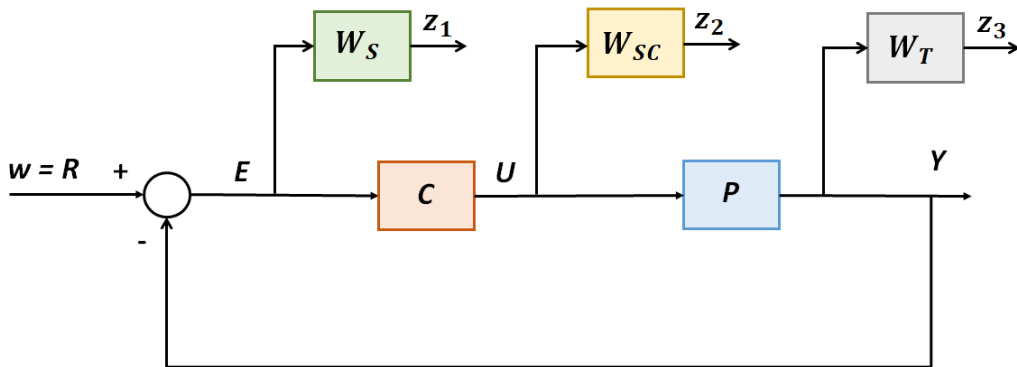 W_S
z_1
W_SC
z_2
W_T
z_3
w = R
+
E
C
U
P
Y
-